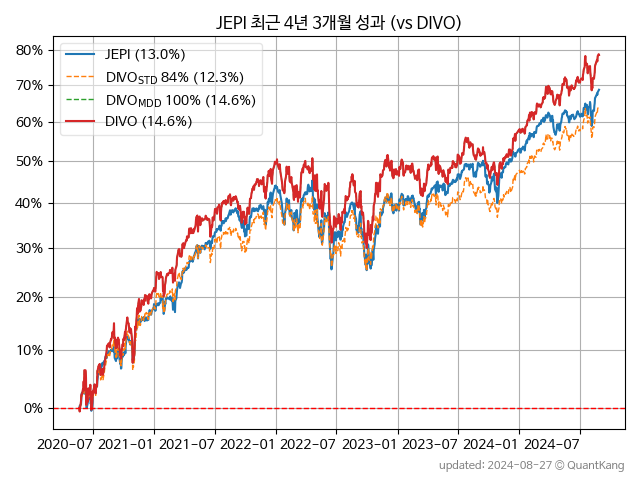 JEPI 최근 4년 3개월 성과 (vs DIVO)
JEPI (13.0%)
DIVO_STD 84% (12.3%)
DIVO_MDD 100% (14.6%)
DIVO (14.6%)
80%
70%
60%
50%
40%
30%
20%
10%
0%
2020-07 2021-01 2021-07 2022-01 2022-07 2023-01 2023-07 2024-01 2024-07
updated: 2024-08-27 © QuantKang